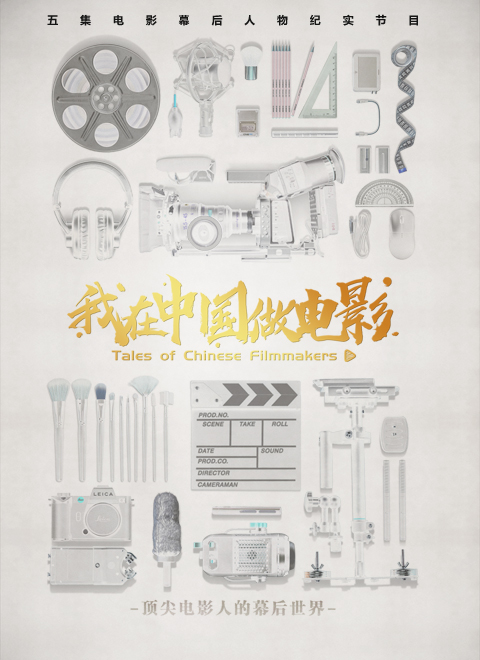 五集电影幕后人物纪实节目
我在中国做电影
Tales of Chinese Filmmakers
PROD.NO.
SCENE TAKE ROLL
DATE SOUND
PROD.CO.
DIRECTOR
CAMERAMAN
LEICA
-顶尖电影人的幕后世界-